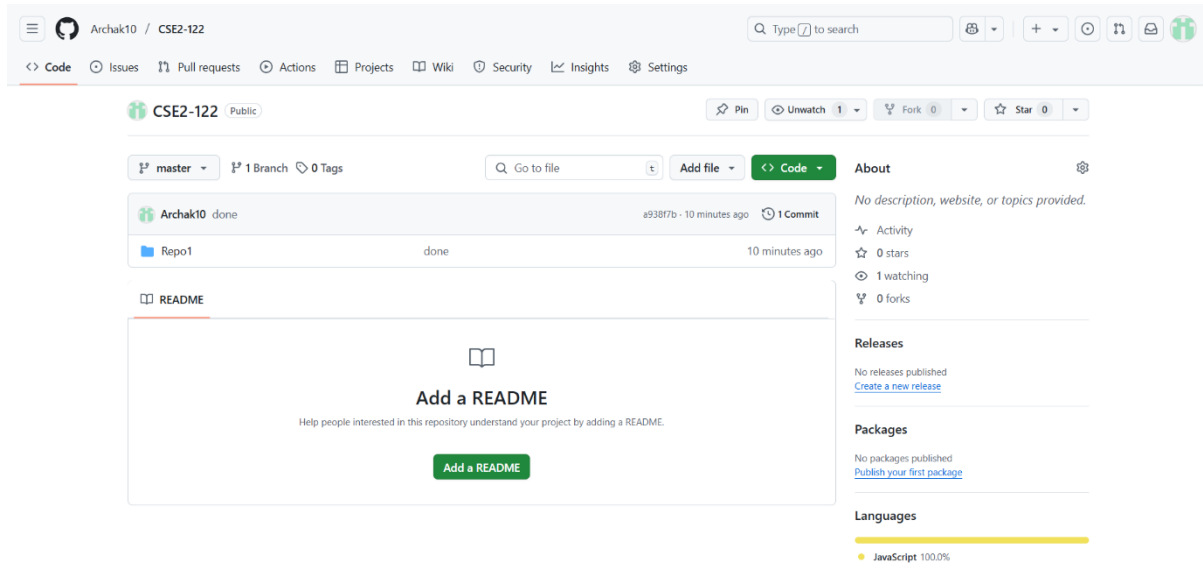 Archak10 / CSE2-122
Type / to search
Code Issues Pull requests Actions Projects Wiki Security Insights Settings
CSE2-122 Public
Pin Unwatch 1 Fork 0 Star 0
master 1 Branch 0 Tags Go to file t Add file Code
Archak10 done a938f7b · 10 minutes ago 1 Commit
Repo1 done 10 minutes ago
README
Add a README
Help people interested in this repository understand your project by adding a README.
Add a README
About
No description, website, or topics provided.
Activity
0 stars
1 watching
0 forks
Releases
No releases published
Create a new release
Packages
No packages published
Publish your first package
Languages
JavaScript 100.0%